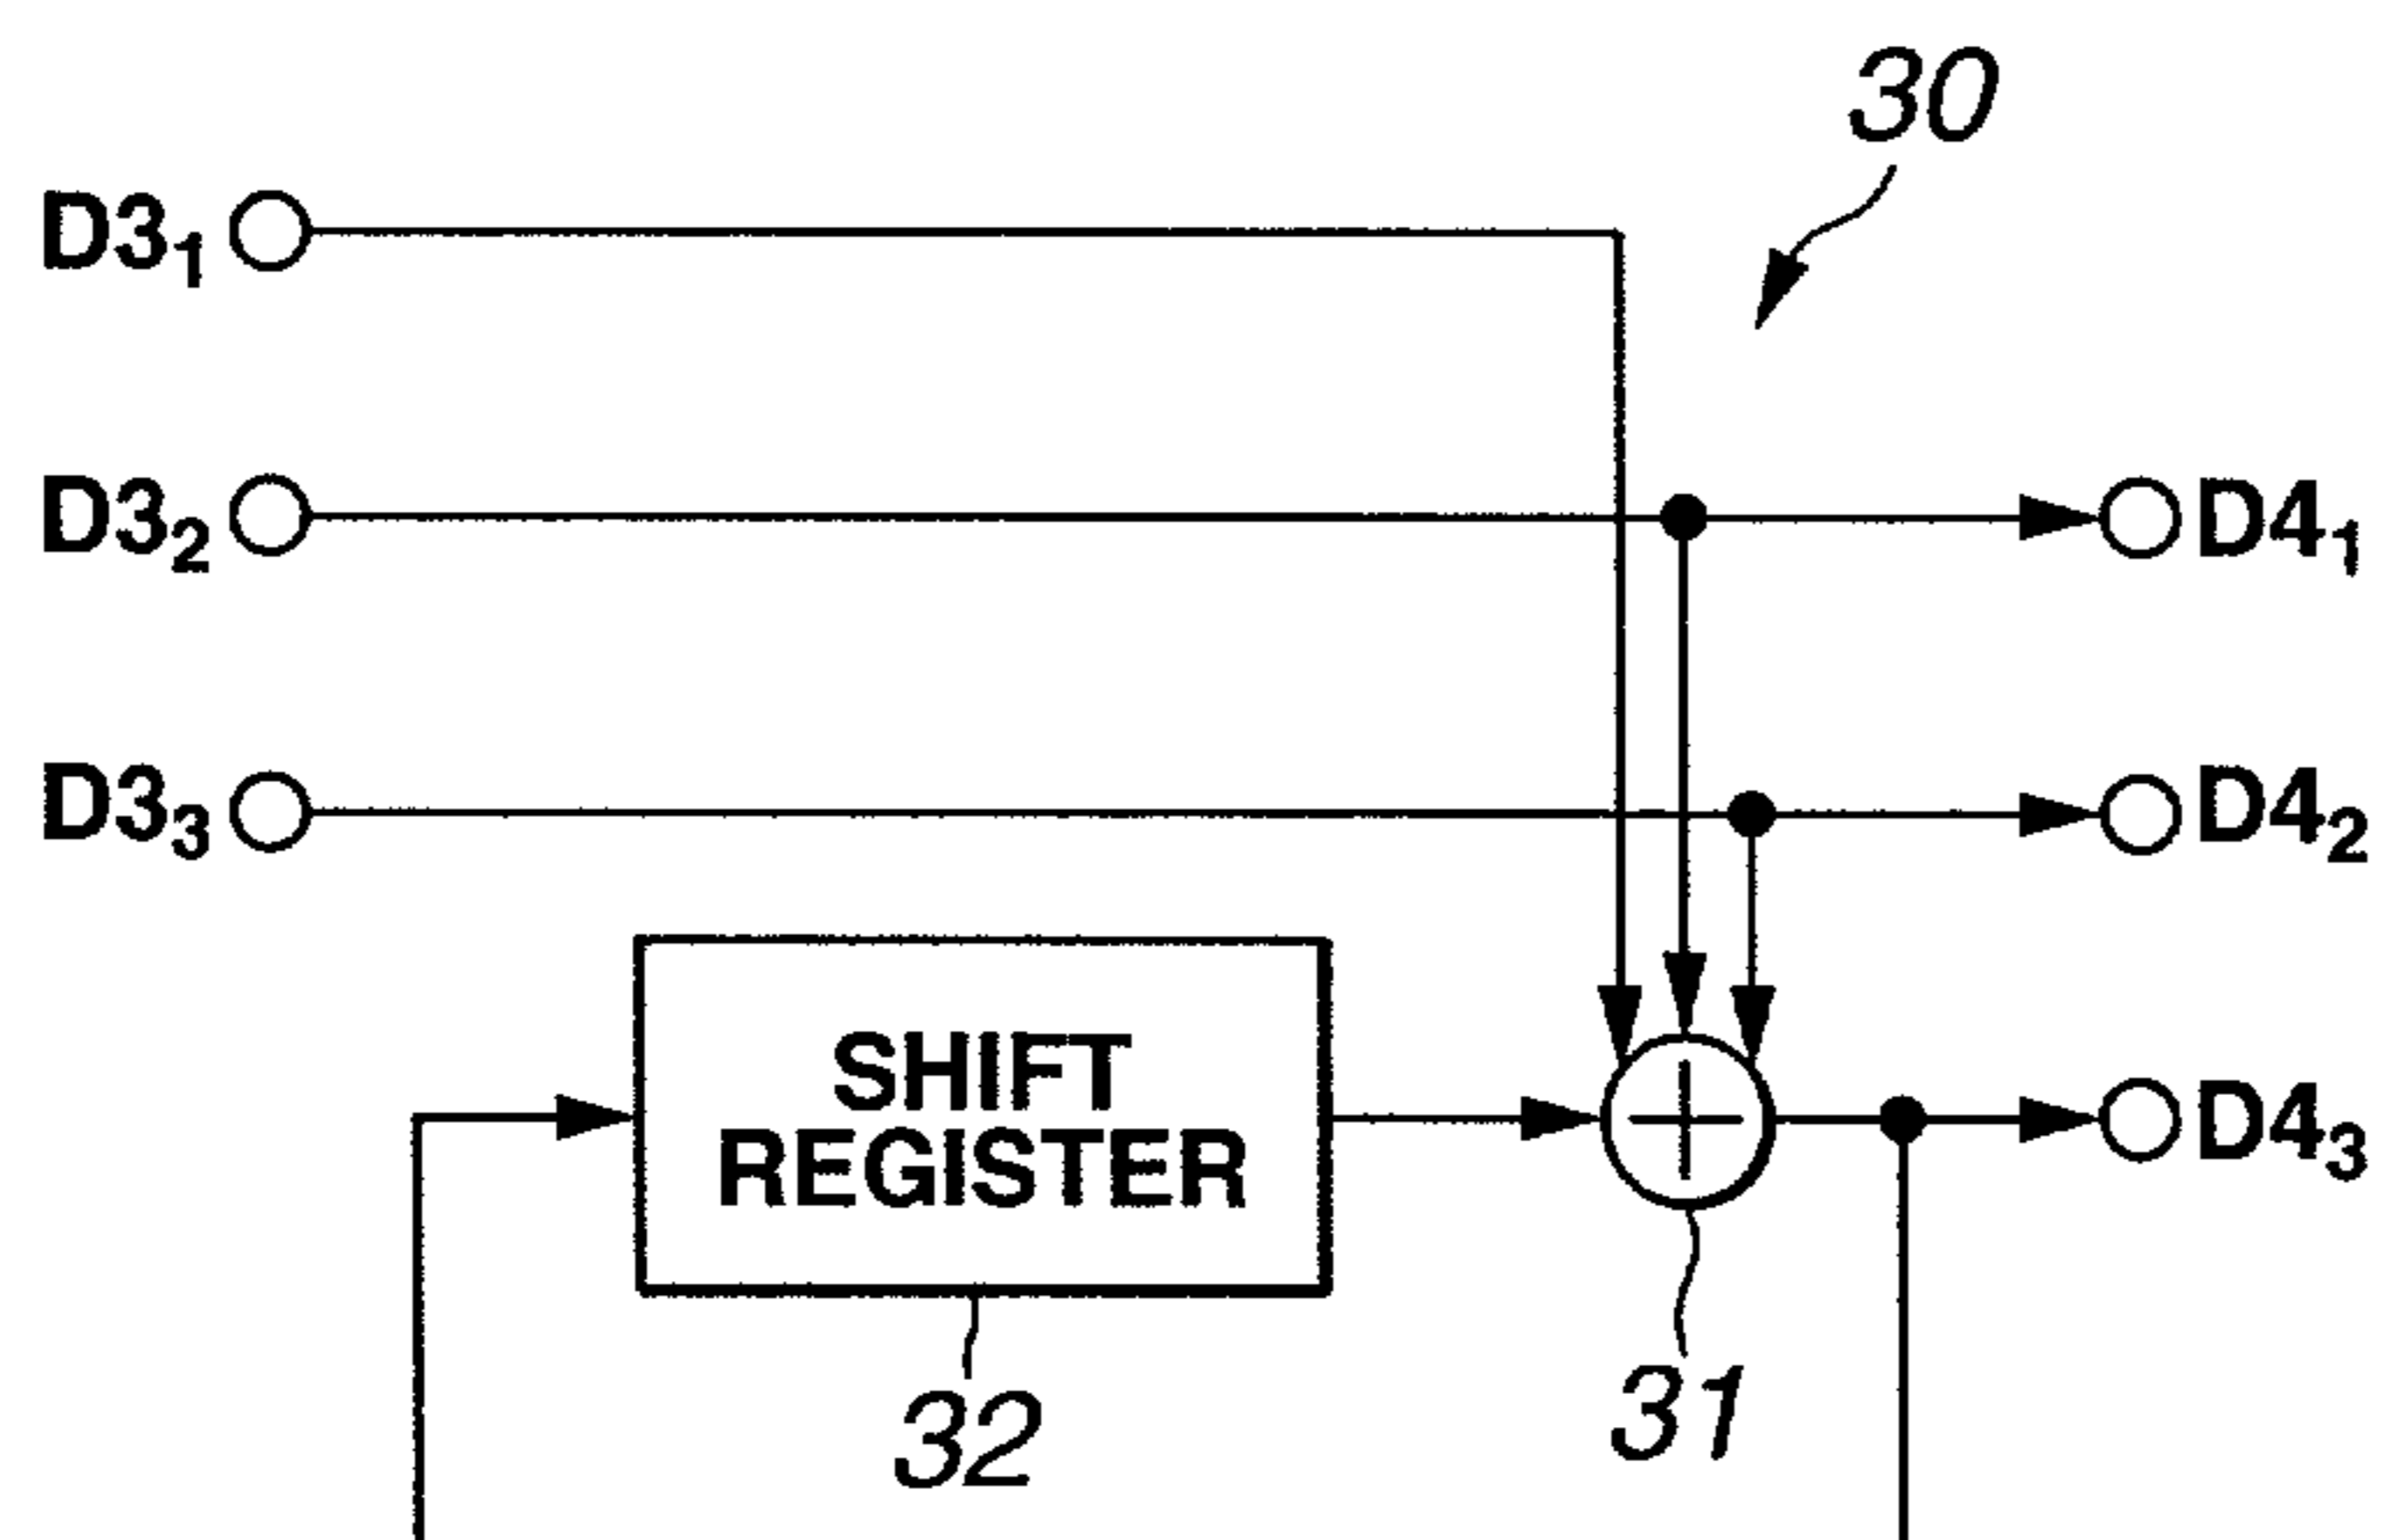 30
D3₁
D3₂
D4₁
D3₃
D4₂
SHIFT
REGISTER
D4₃
32
31